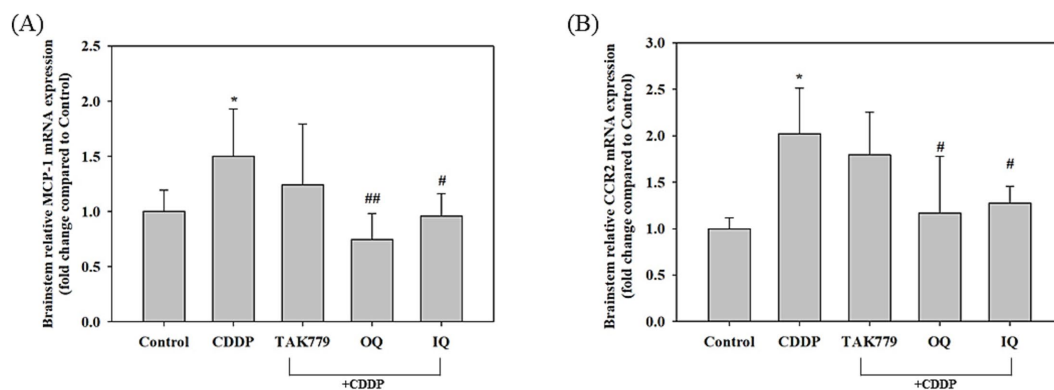 (A)
Brainstem relative MCP-1 mRNA expression
(fold change compared to Control)
2.5
2.0
1.5
1.0
0.5
0.0
*
##
#
Control CDDP TAK779 OQ IQ
+CDDP
(B)
Brainstem relative CCR2 mRNA expression
(fold change compared to Control)
3.0
2.5
2.0
1.5
1.0
0.5
0.0
*
#
#
Control CDDP TAK779 OQ IQ
+CDDP